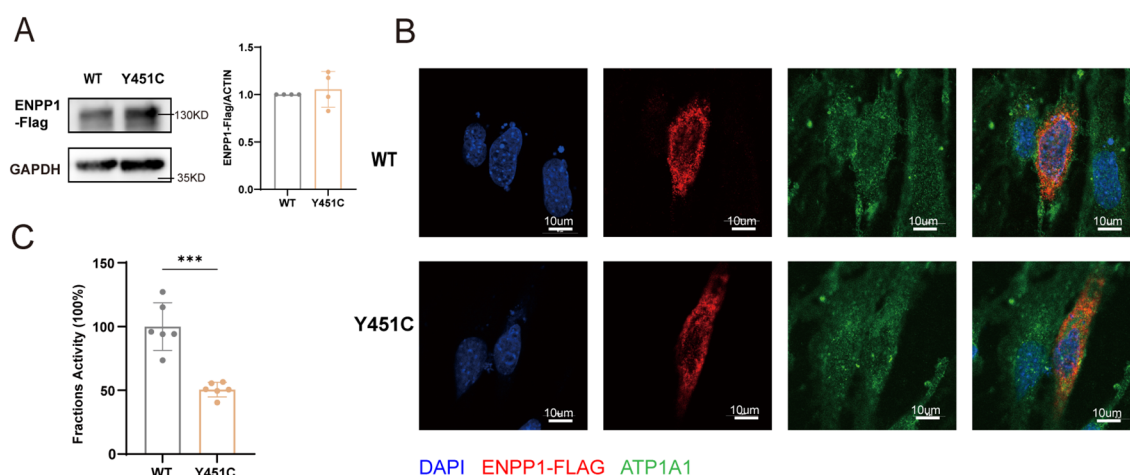 A
WT Y451C
ENPP1
-Flag
130KD
GAPDH
35KD
ENPP1-Flag/ACTIN
1.5
1.0
0.5
0.0
WT Y451C
B
WT
10um 10um 10um 10um
Y451C
10um 10um 10um 10um
DAPI ENPP1-FLAG ATP1A1
C
Fractions Activity (100%)
150
100
50
0
***
WT Y451C